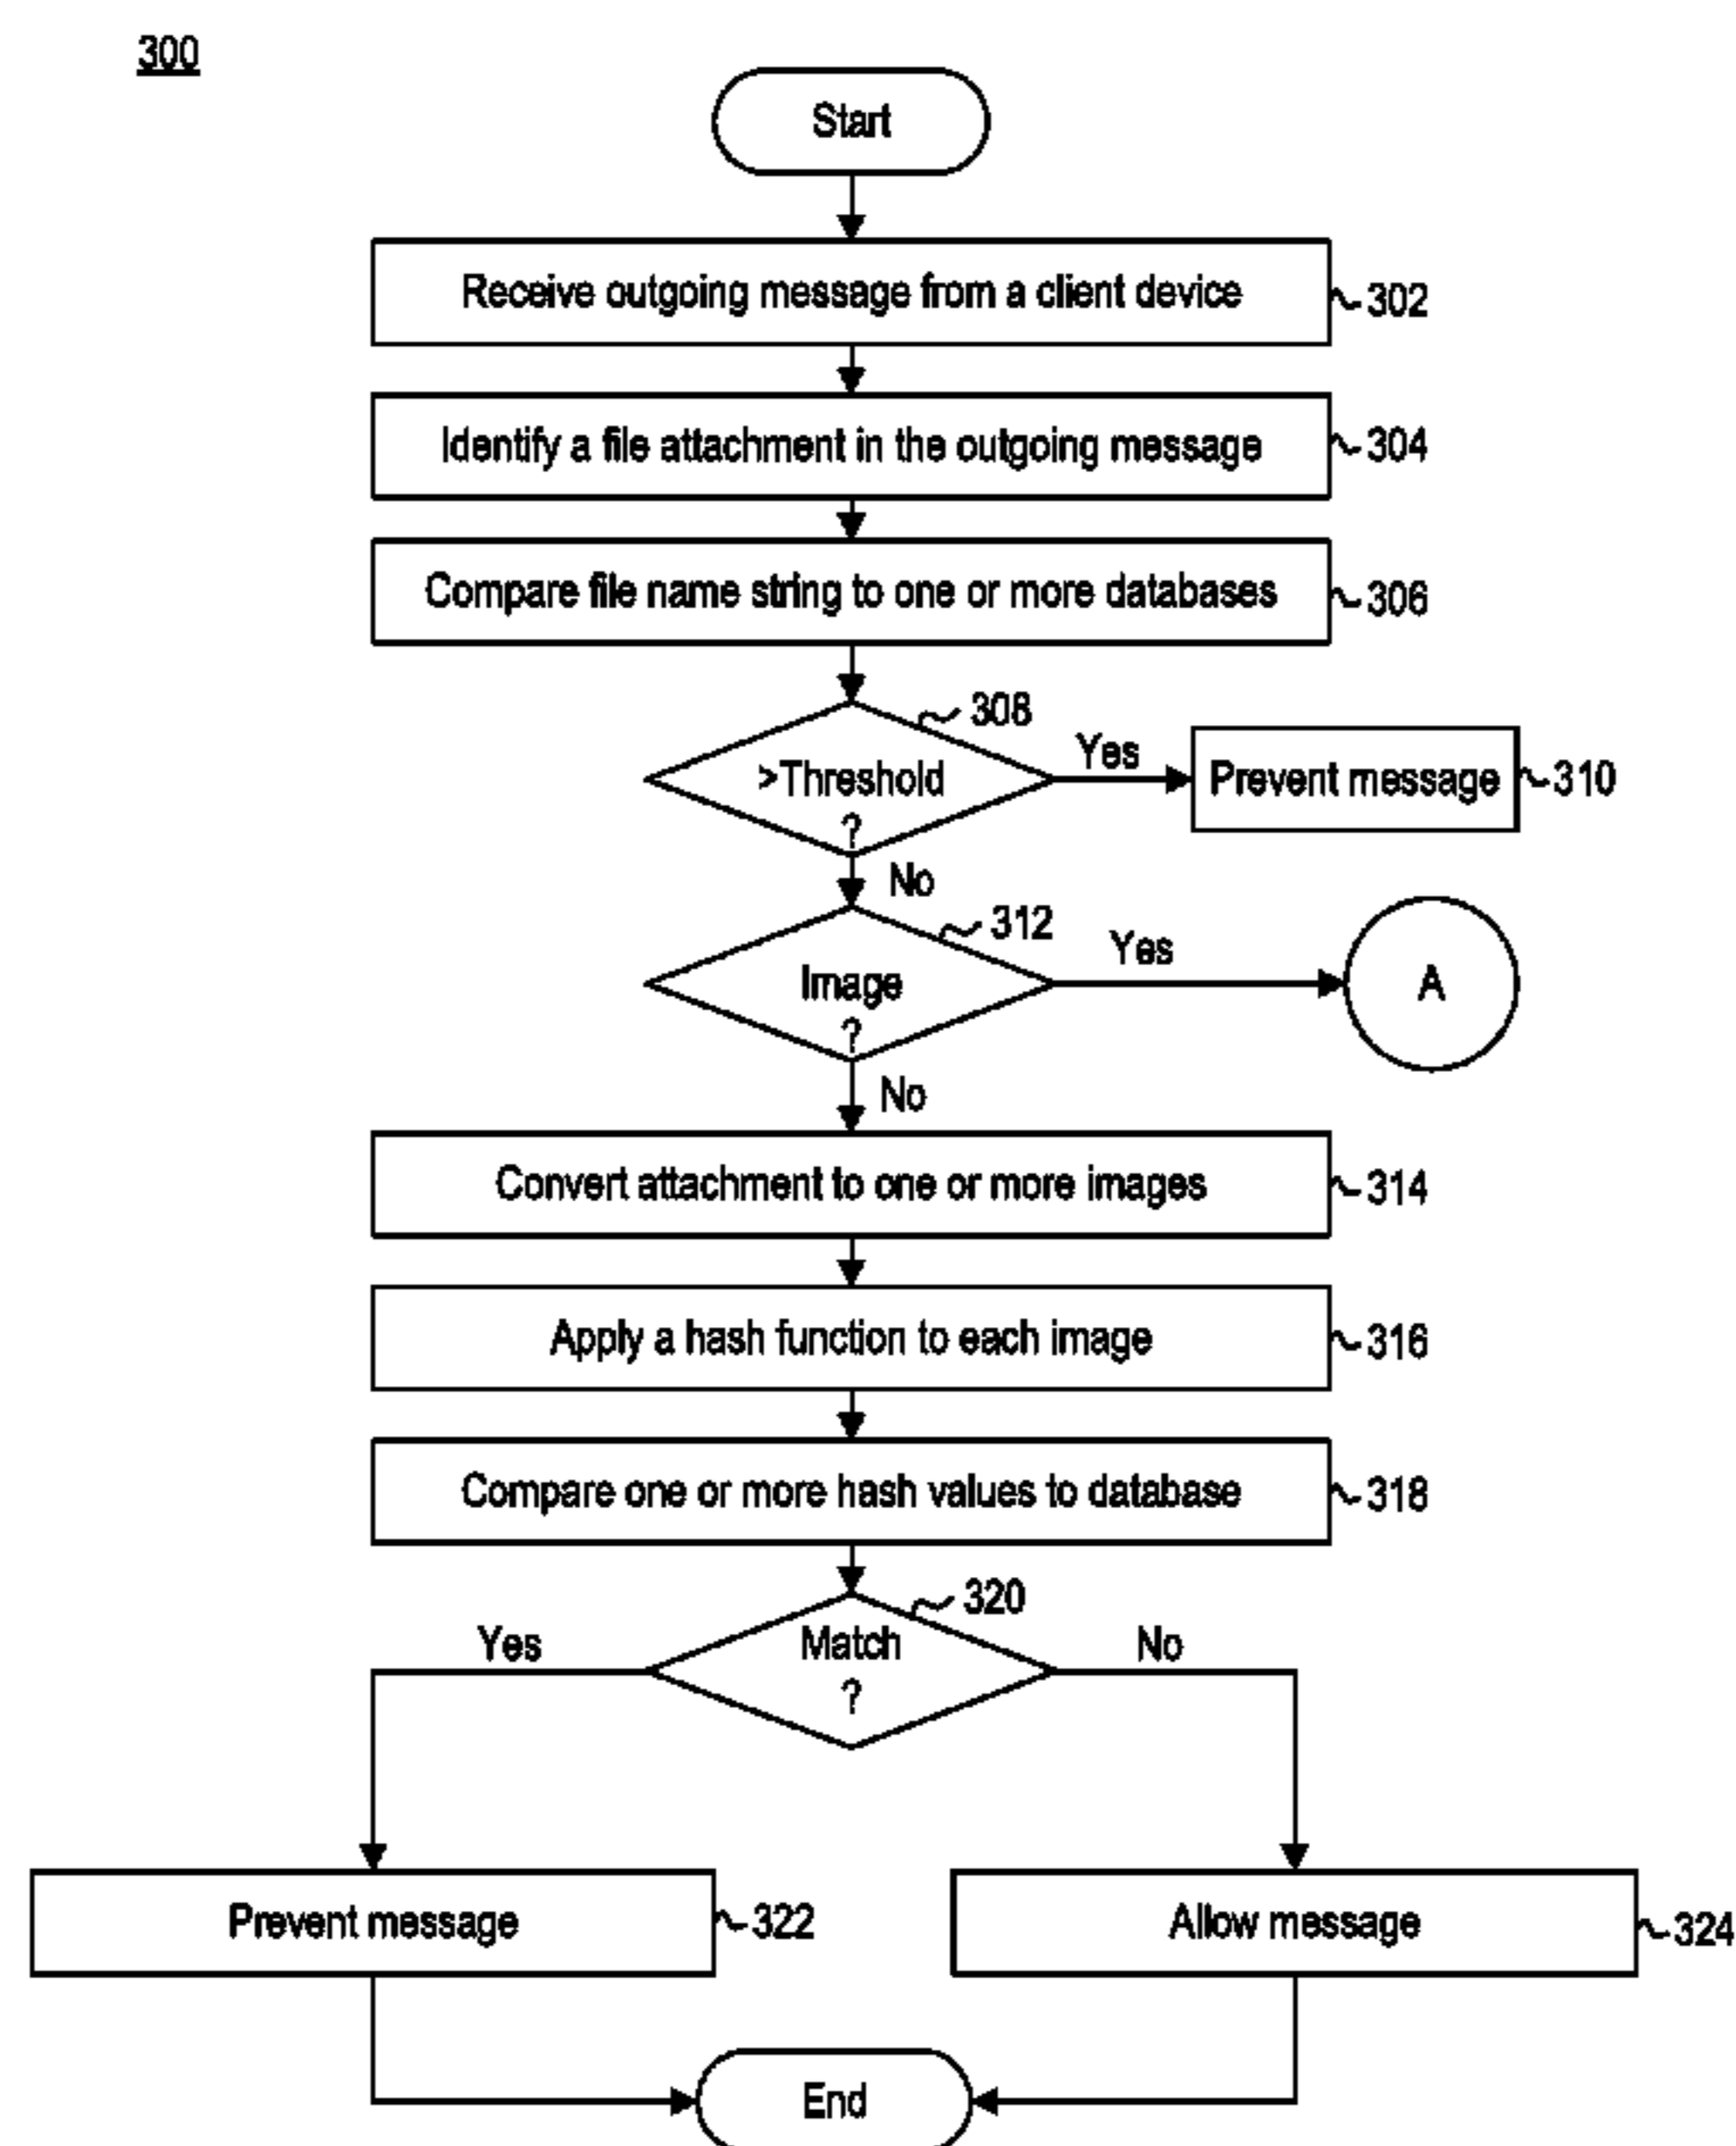 300
Start
Receive outgoing message from a client device
302
Identify a file attachment in the outgoing message
304
Compare file name string to one or more databases
306
308
>Threshold
?
Yes
Prevent message
310
No
312
Image
?
Yes
A
No
Convert attachment to one or more images
314
Apply a hash function to each image
316
Compare one or more hash values to database
318
320
Match
?
Yes
No
Prevent message
322
Allow message
324
End